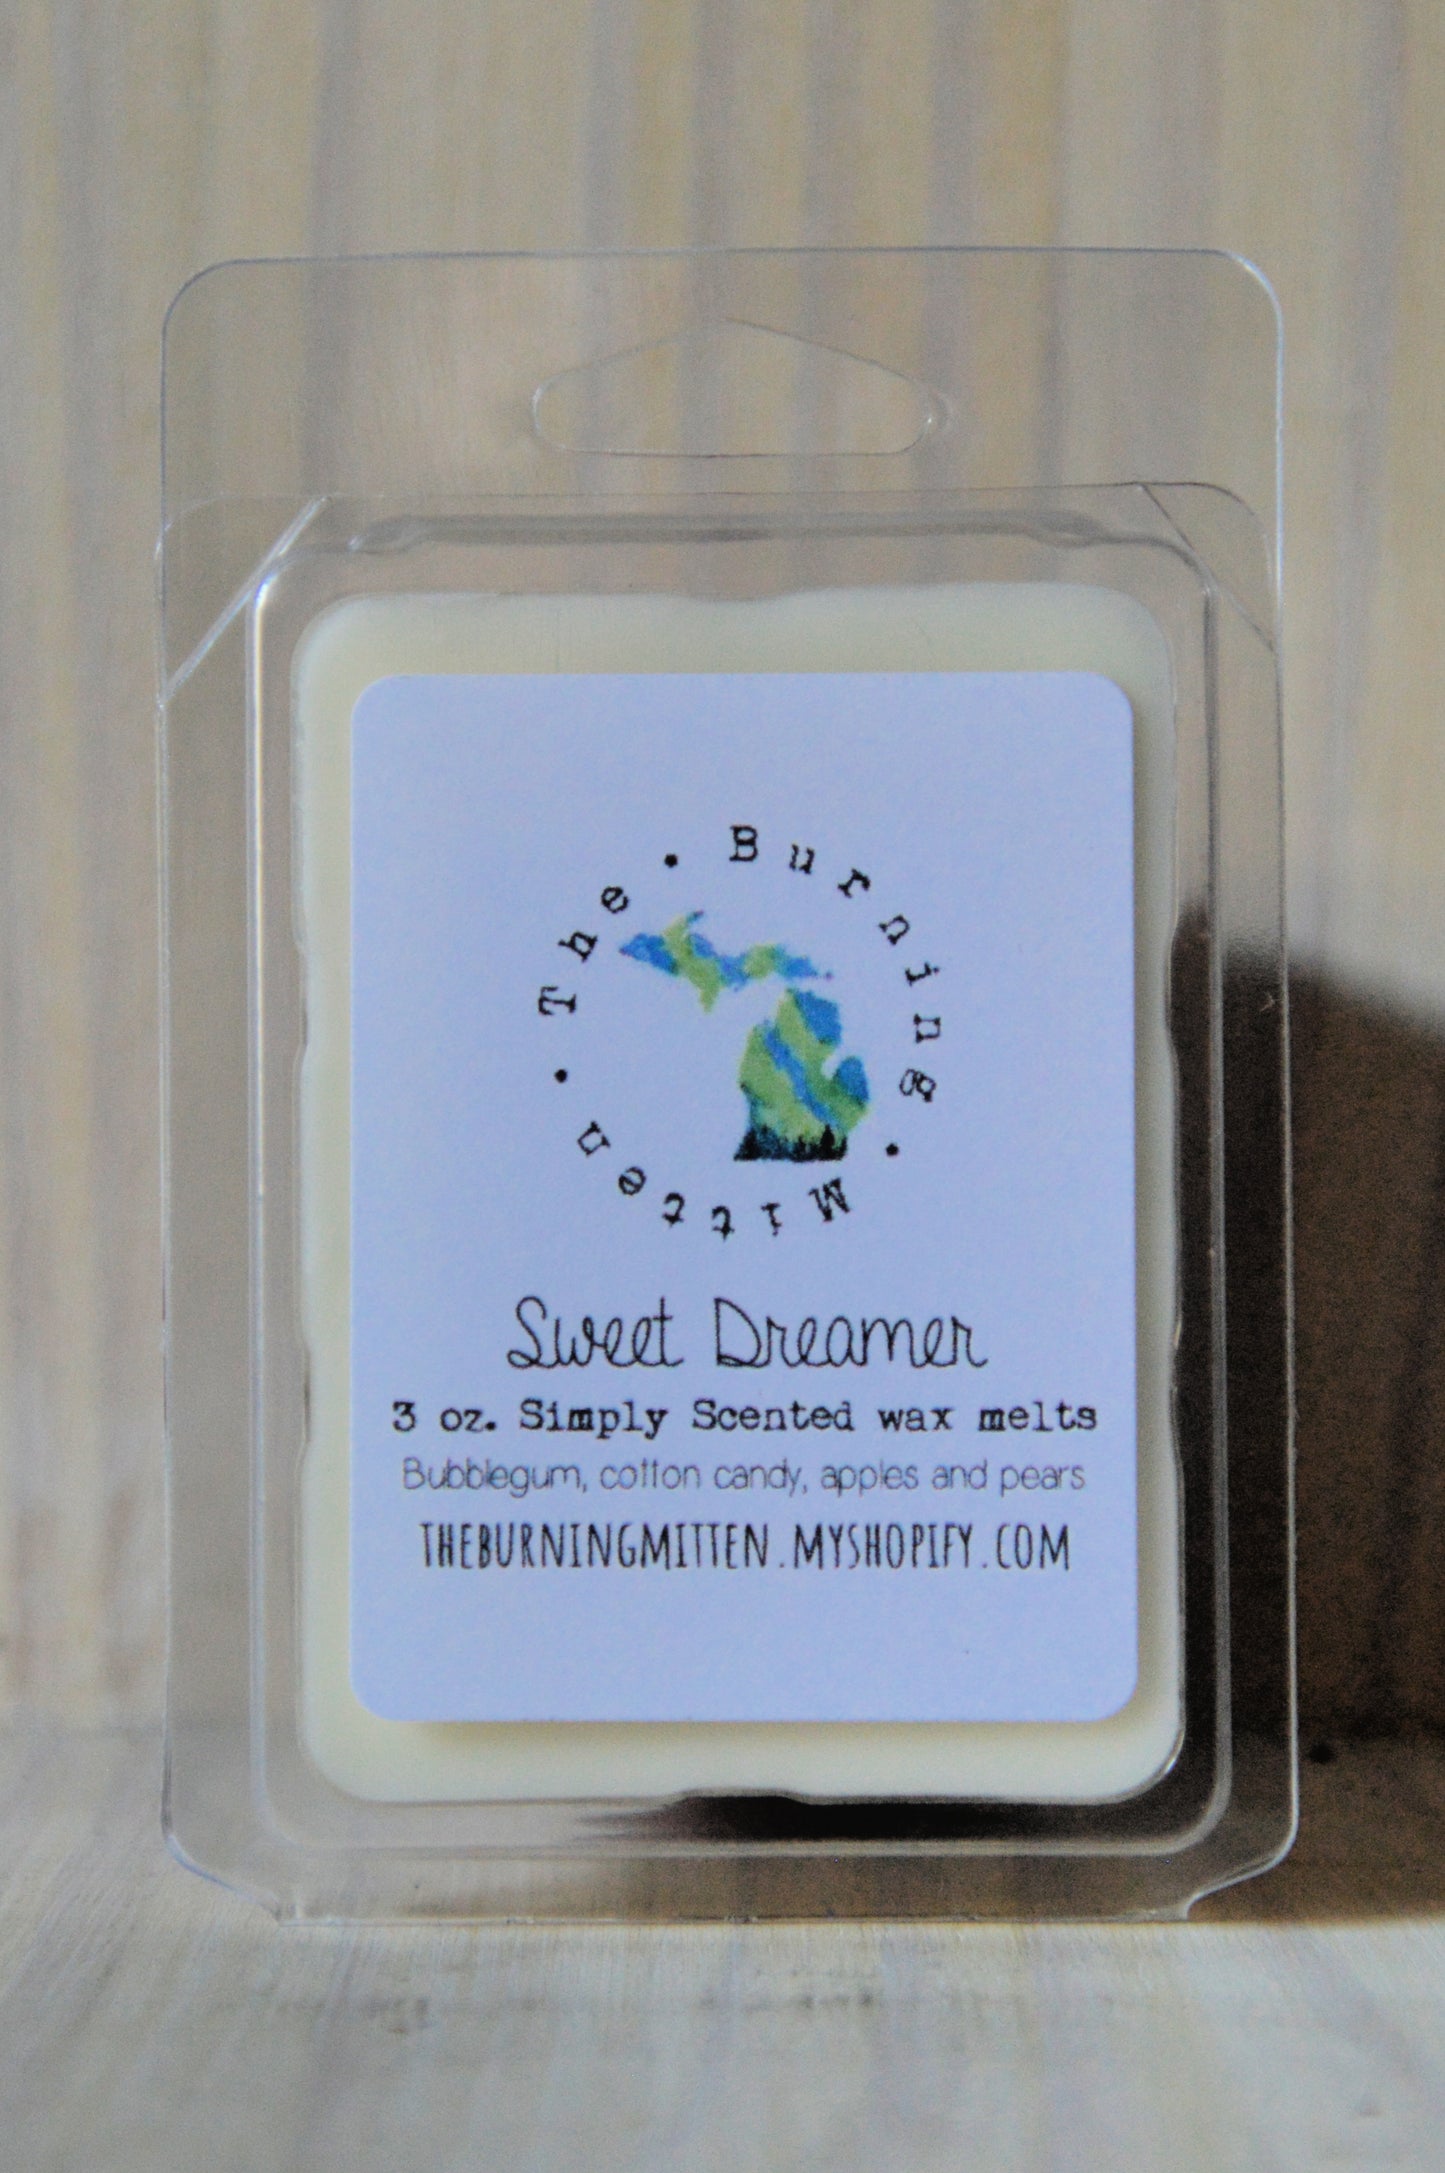 The • Burning • Mitten •
Sweet Dreamer
3 oz. Simply Scented wax melts
Bubblegum, cotton candy, apples and pears
THEBURNINGMITTEN.MYSHOPIFY.COM